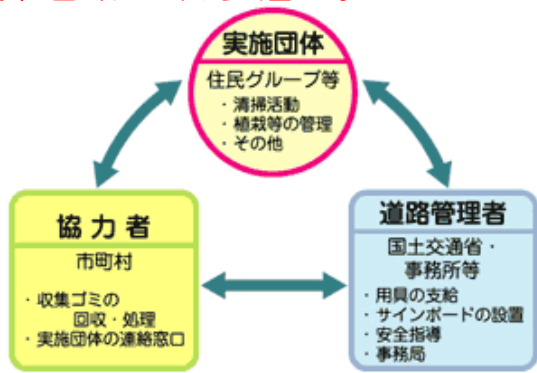 実施団体
住民グループ等
・清掃活動
・植栽等の管理
・その他
協力者
市町村
・収集ゴミの
回収・処理
・実施団体の連絡窓口
道路管理者
国土交通省・
事務所等
・用具の支給
・サインボードの設置
・安全指導
・事務局